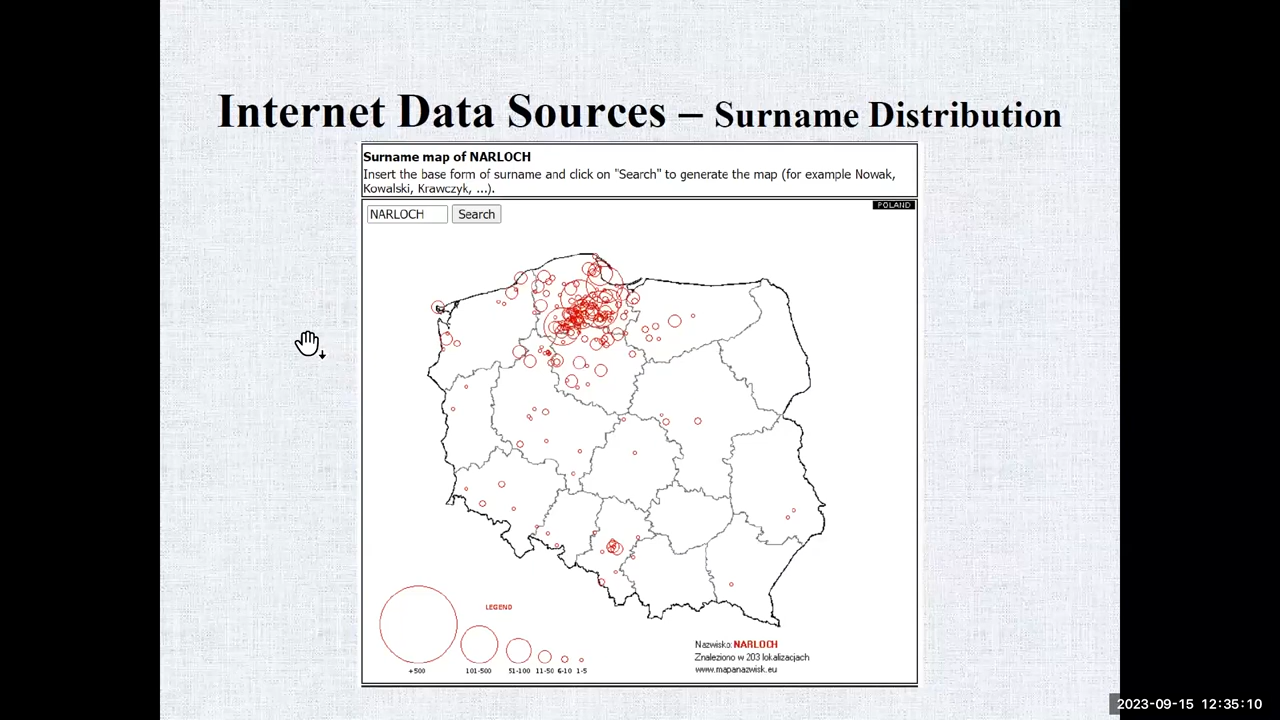 Internet Data Sources – Surname Distribution
Surname map of NARLOCH
Insert the base form of surname and click on "Search" to generate the map (for example Nowak,
Kowalski, Krawczyk, ...).
POLAND
NARLOCH Search
LEGEND
+500 101-500 51-100 11-50 6-10 1-5
Nazwisko: NARLOCH
Znaleziono w 203 lokalizacjach
www.mapanazwisk.eu
2023-09-15 12:35:10